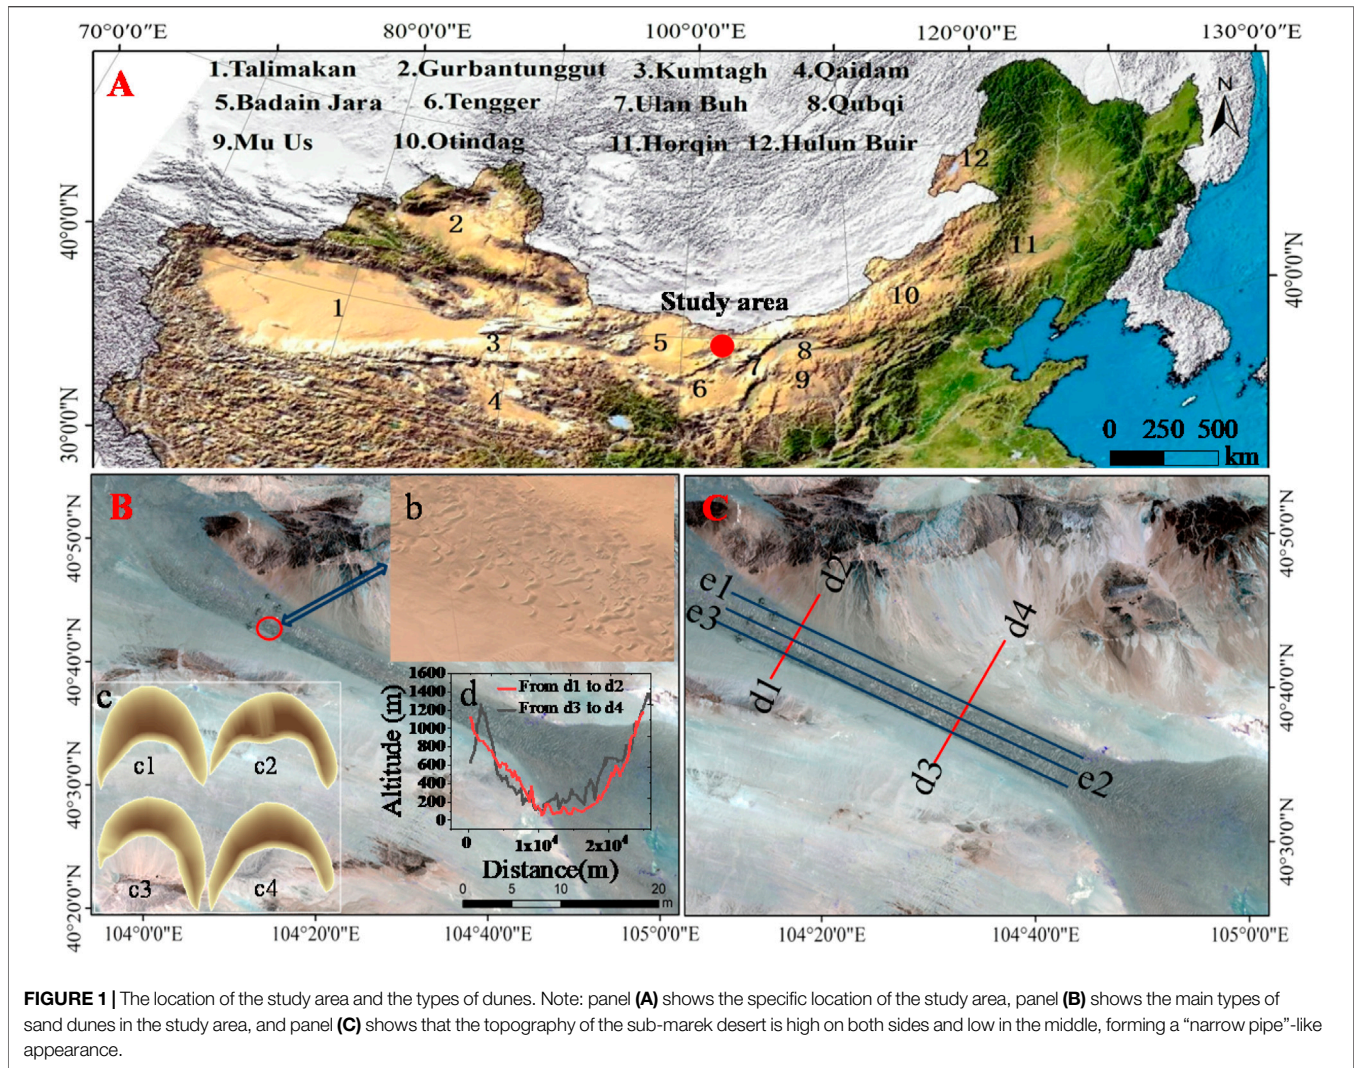 70°0'0"E 80°0'0"E 100°0'0"E 120°0'0"E 130°0'0"E
A
1.Talimakan 2.Gurbantunggut 3.Kumtagh 4.Qaidam
5.Badain Jara 6.Tengger 7.Ulan Buh 8.Qubqi
9.Mu Us 10.Otindag 11.Horqin 12.Hulun Buir
N
40°0'0"N
30°0'0"N
40°0'0"N
12
2
11
1
10
Study area
3
5
8
7
6
9
4
0 250 500
km
B
b
40°50'0"N
40°40'0"N
40°30'0"N
40°20'0"N
c
c1
c2
c3
c4
d
From d1 to d2
From d3 to d4
Altitude (m)
1600
1400
1200
1000
800
600
400
200
0
0 1x10⁴ 2x10⁴
Distance(m)
0 5 10 20
m
104°0'0"E 104°20'0"E 104°40'0"E 105°0'0"E
C
d2
e1
e3
d4
d1
d3
e2
40°50'0"N
40°40'0"N
40°30'0"N
104°20'0"E 104°40'0"E 105°0'0"E
FIGURE 1 | The location of the study area and the types of dunes. Note: panel (A) shows the specific location of the study area, panel (B) shows the main types of
sand dunes in the study area, and panel (C) shows that the topography of the sub-marek desert is high on both sides and low in the middle, forming a “narrow pipe”-like
appearance.